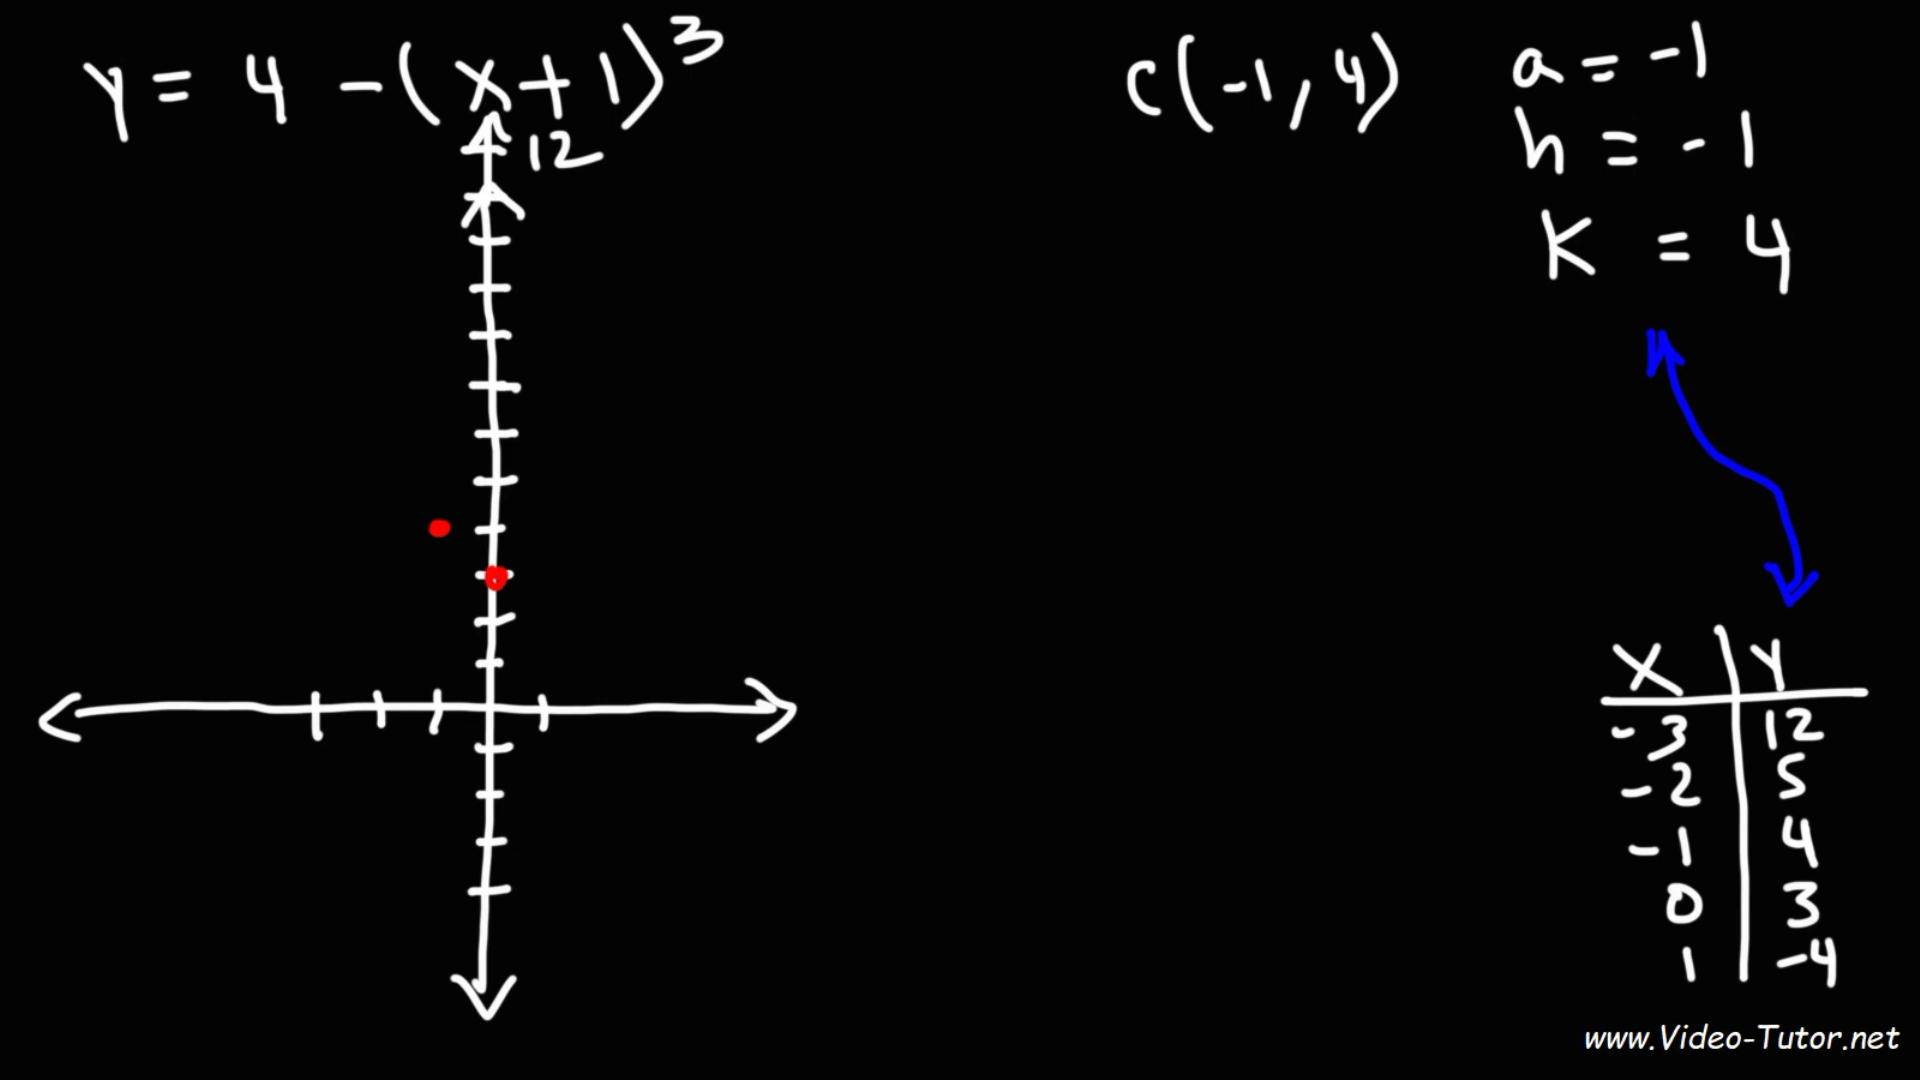 y = 4 - (x + 1)³
12
c(-1, 4)
a = -1
h = -1
K = 4
X Y
-3 12
-2 5
-1 4
0 3
1 -4
www.Video-Tutor.net